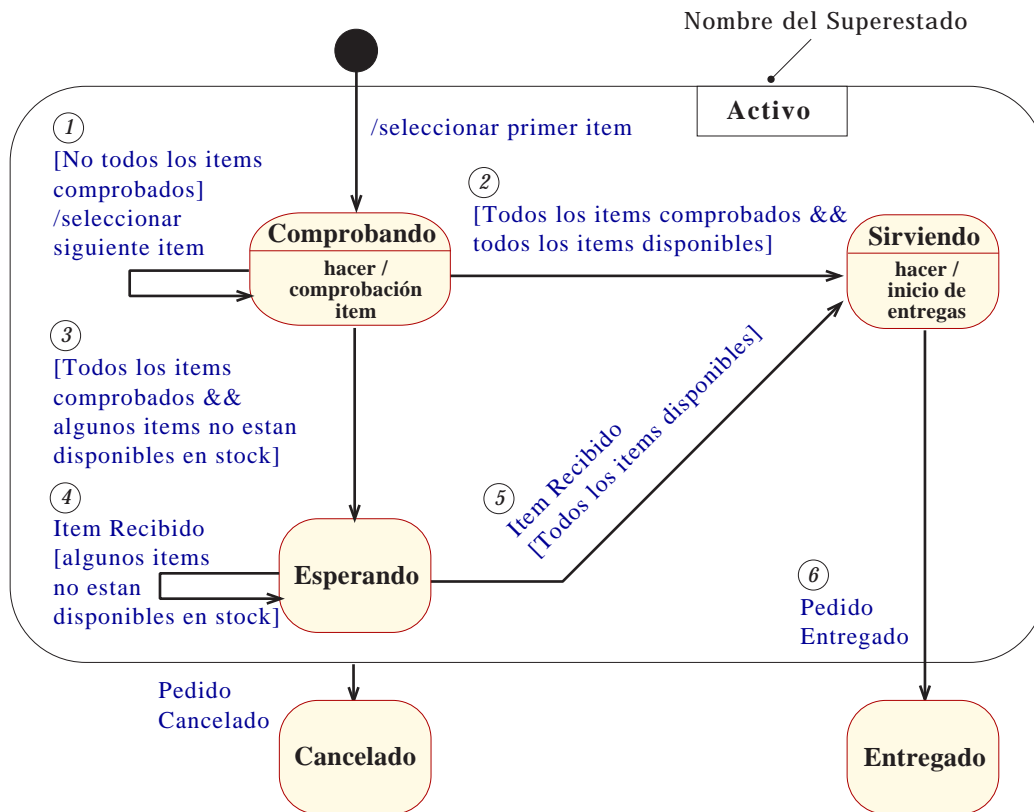 Nombre del Superestado
Activo
/seleccionar primer item
1
[No todos los items
comprobados]
/seleccionar
siguiente item
2
[Todos los items comprobados &&
todos los items disponibles]
Comprobando
hacer /
comprobación
item
Sirviendo
hacer /
inicio de
entregas
3
[Todos los items
comprobados &&
algunos items no estan
disponibles en stock]
4
Item Recibido
[algunos items
no estan
disponibles en stock]
Esperando
5
Item Recibido
[Todos los items disponibles]
6
Pedido
Entregado
Pedido
Cancelado
Cancelado
Entregado